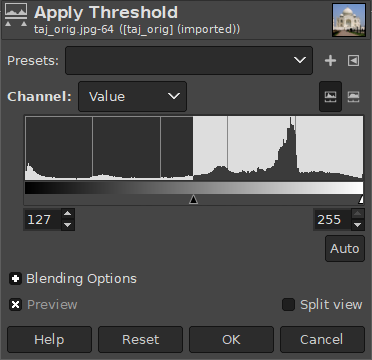 Apply Threshold
taj_orig.jpg-64 ([taj_orig] (imported))
Presets:
Channel: Value
127 255
Auto
Blending Options
Preview Split view
Help Reset OK Cancel